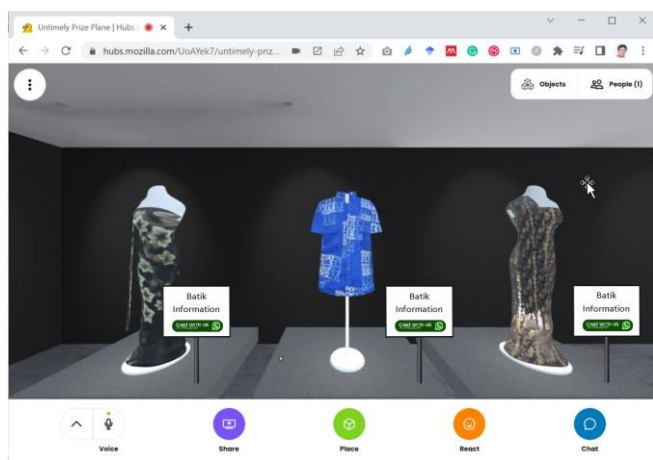 Untimely Prize Plane | Hubs
hubs.mozilla.com/UoAYek7/untimely-priz...
Objects
People (1)
Batik
Information
CHAT WITH US
Batik
Information
CHAT WITH US
Batik
Information
CHAT WITH US
Voice
Share
Place
React
Chat